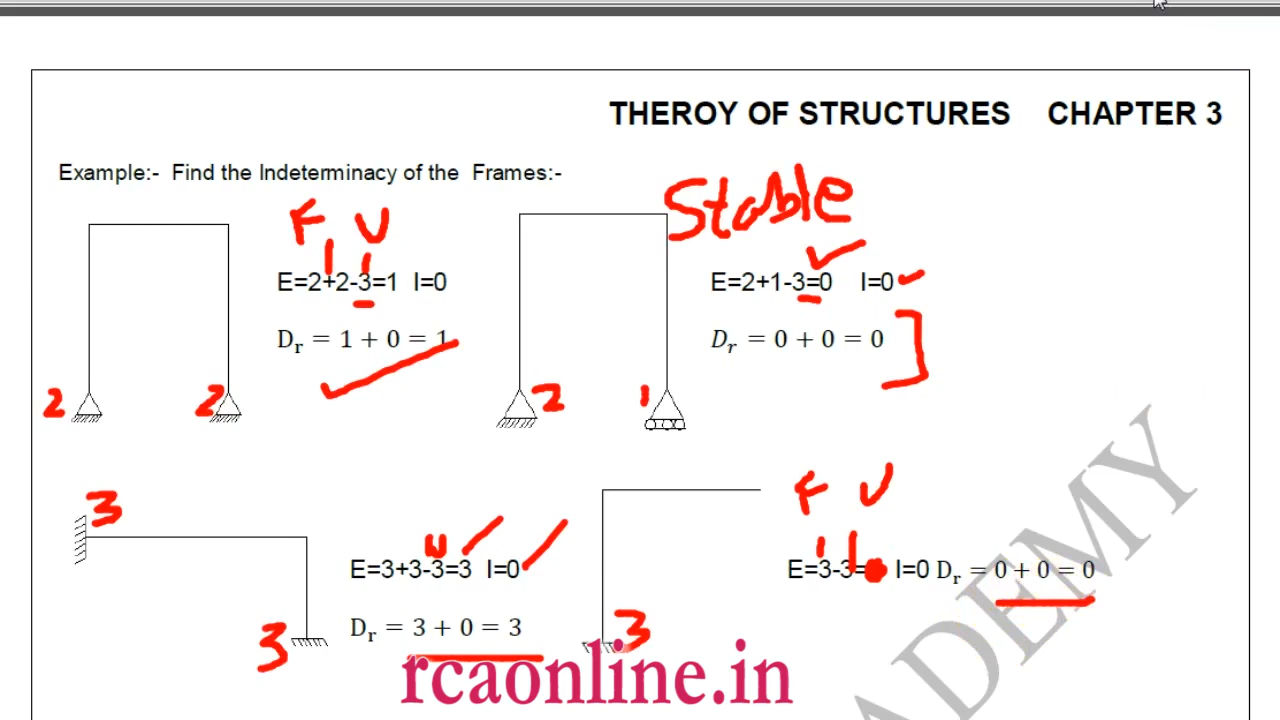 THEROY OF STRUCTURES CHAPTER 3
Example:- Find the Indeterminacy of the Frames:-
Stable
F U
E=2+2-3=1 I=0
E=2+1-3=0 I=0
Dr = 1 + 0 = 1
Dr = 0 + 0 = 0
2 2 2 1
3
F U
U
E=3+3-3=3 I=0
E=3-3= I=0 Dr = 0 + 0 = 0
Dr = 3 + 0 = 3
3 3
rcaonline.in
ADEMY